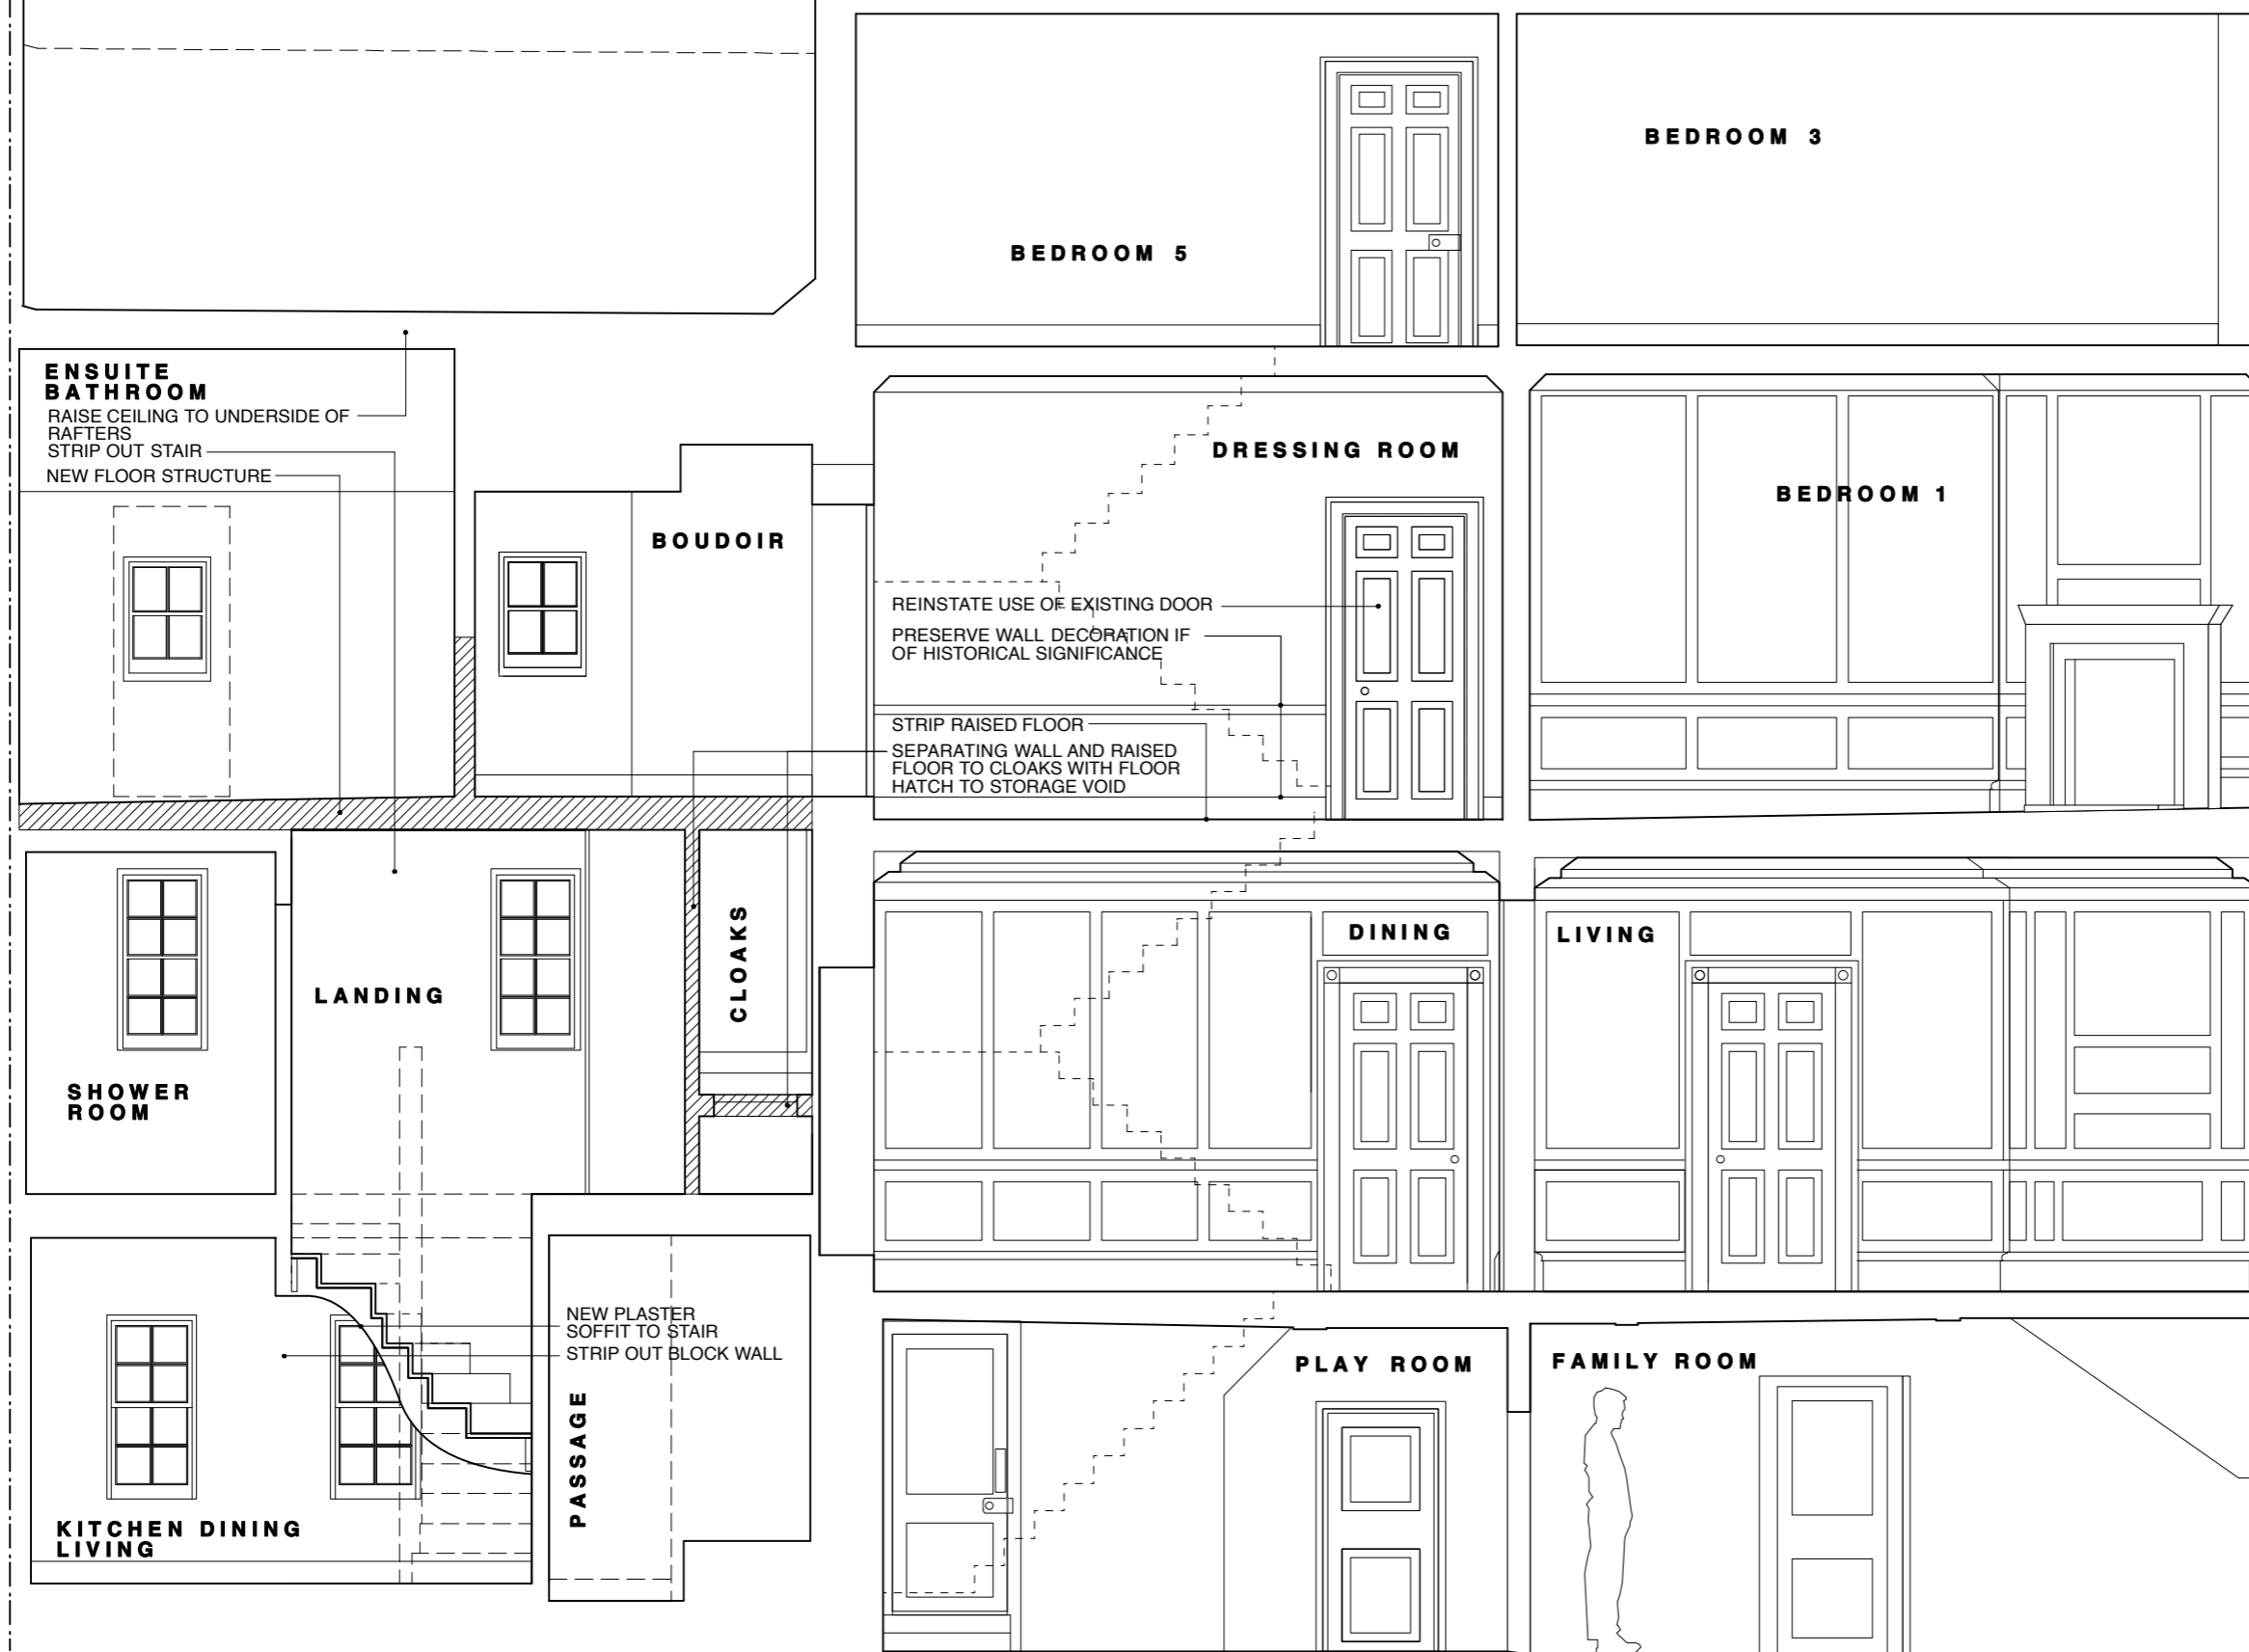 BEDROOM 5
BEDROOM 3
ENSUITE
BATHROOM
RAISE CEILING TO UNDERSIDE OF
RAFTERS
STRIP OUT STAIR
NEW FLOOR STRUCTURE
BOUDOIR
DRESSING ROOM
BEDROOM 1
REINSTATE USE OF EXISTING DOOR
PRESERVE WALL DECORATION IF
OF HISTORICAL SIGNIFICANCE
STRIP RAISED FLOOR
SEPARATING WALL AND RAISED
FLOOR TO CLOAKS WITH FLOOR
HATCH TO STORAGE VOID
SHOWER
ROOM
LANDING
CLOAKS
DINING
LIVING
KITCHEN DINING
LIVING
NEW PLASTER
SOFFIT TO STAIR
STRIP OUT BLOCK WALL
PASSAGE
PLAY ROOM
FAMILY ROOM